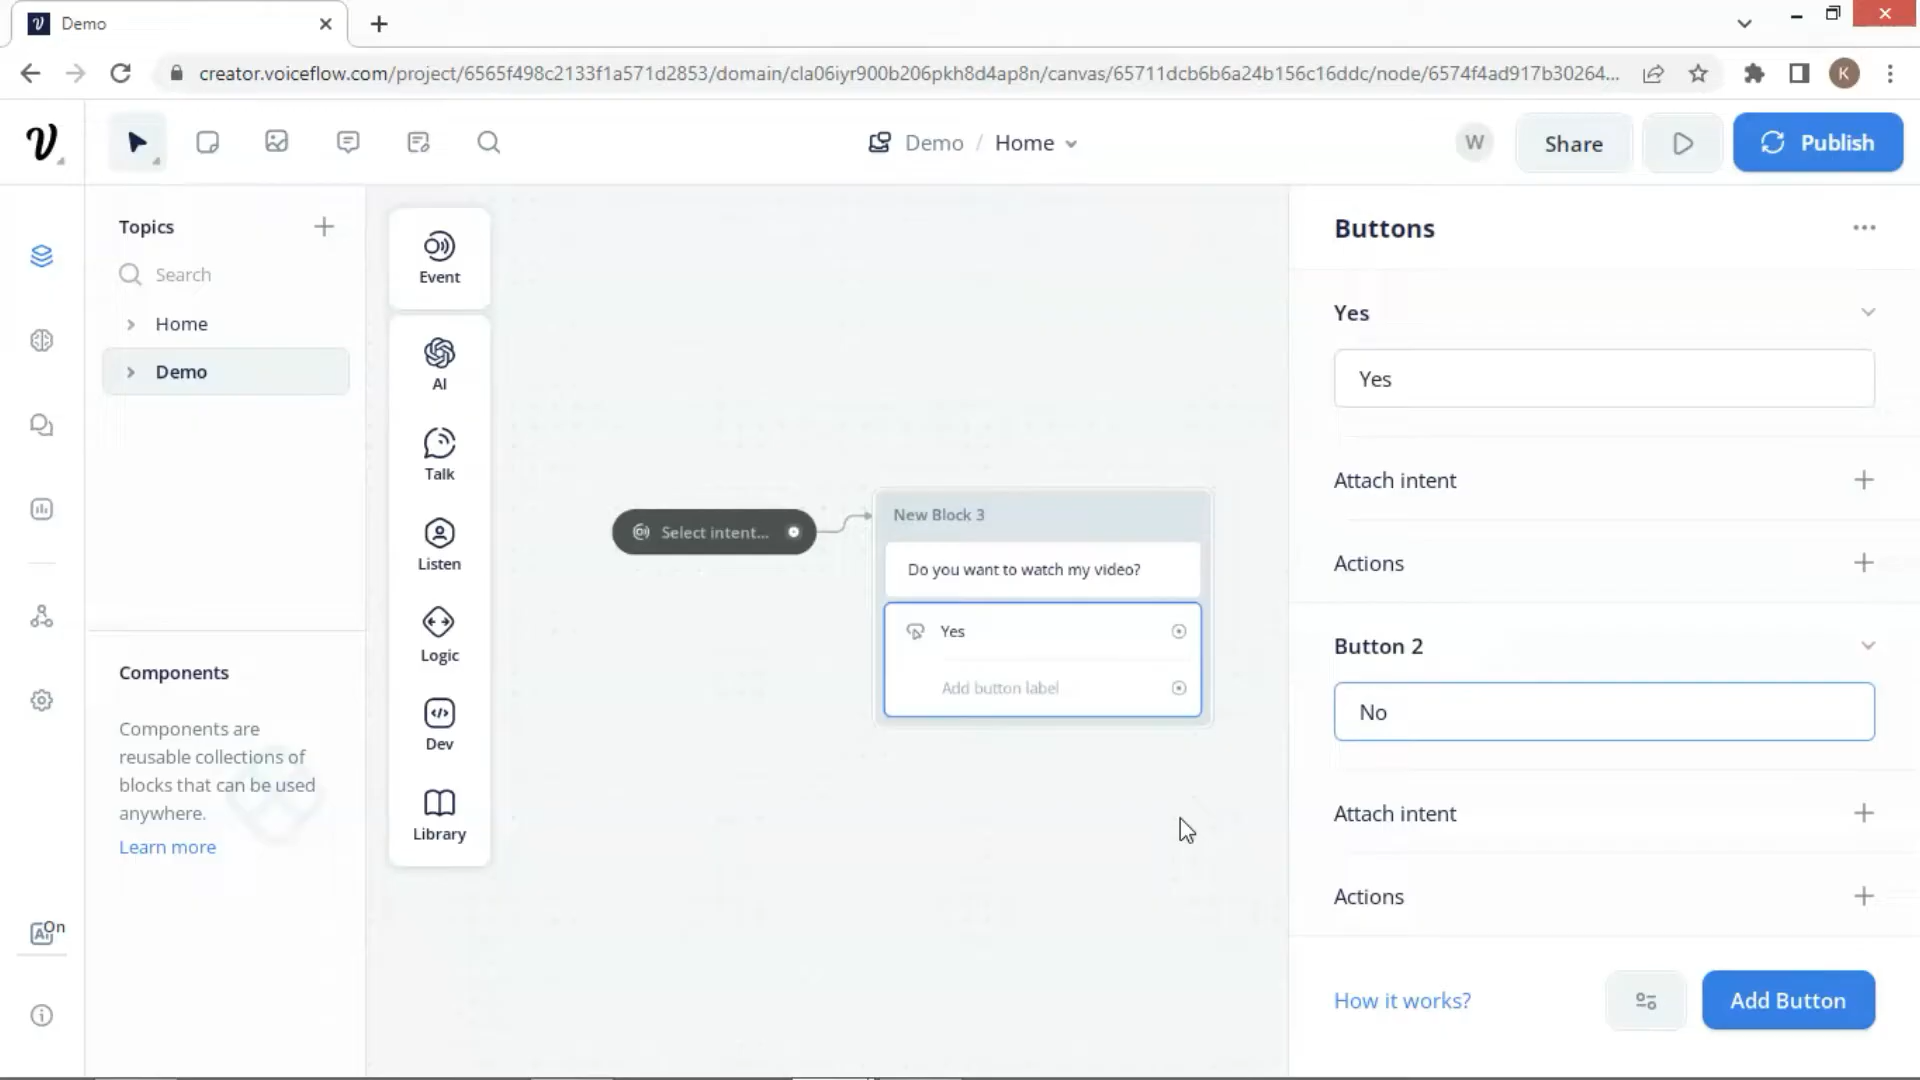 Demo
creator.voiceflow.com/project/6565f498c2133f1a571d2853/domain/cla06iyr900b206pkh8d4ap8n/canvas/65711dcb6b6a24b156c16ddc/node/6574f4ad917b30264...
K
Demo / Home
W
Share
Publish
Topics
Search
Home
Demo
Components
Components are
reusable collections of
blocks that can be used
anywhere.
Learn more
On
Event
AI
Talk
Listen
Logic
Dev
Library
Select intent...
New Block 3
Do you want to watch my video?
Yes
Add button label
Buttons
Yes
Yes
Attach intent
Actions
Button 2
No
Attach intent
Actions
How it works?
Add Button